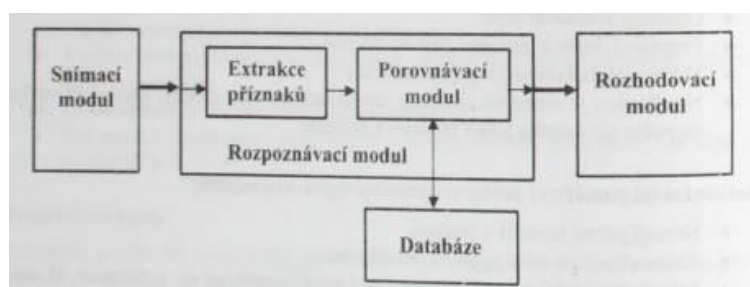 Snímací
modul
Extrakce
příznaků
Porovnávací
modul
Rozpoznávací modul
Rozhodovací
modul
Databáze